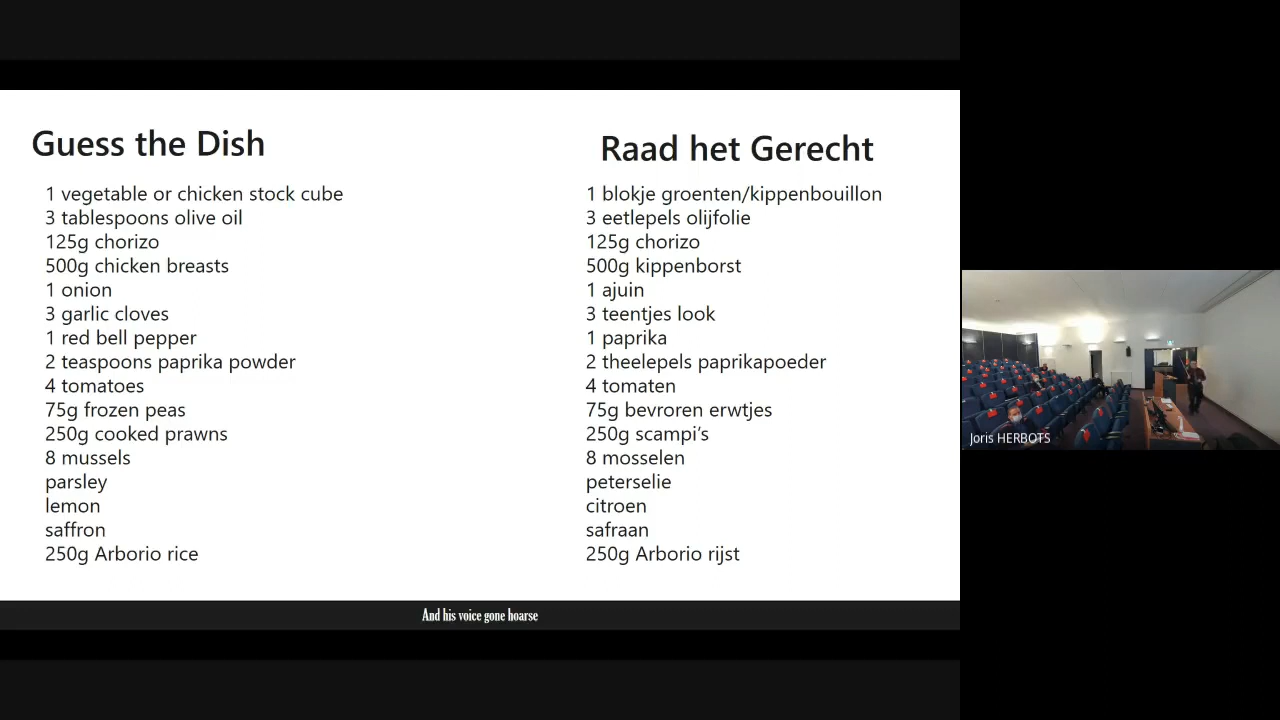 Guess the Dish
1 vegetable or chicken stock cube
3 tablespoons olive oil
125g chorizo
500g chicken breasts
1 onion
3 garlic cloves
1 red bell pepper
2 teaspoons paprika powder
4 tomatoes
75g frozen peas
250g cooked prawns
8 mussels
parsley
lemon
saffron
250g Arborio rice
Raad het Gerecht
1 blokje groenten/kippenbouillon
3 eetlepels olijfolie
125g chorizo
500g kippenborst
1 ajuin
3 teentjes look
1 paprika
2 theelepels paprikapoeder
4 tomaten
75g bevroren erwtjes
250g scampi’s
8 mosselen
peterselie
citroen
safraan
250g Arborio rijst
And his voice gone hoarse
Joris HERBOTS